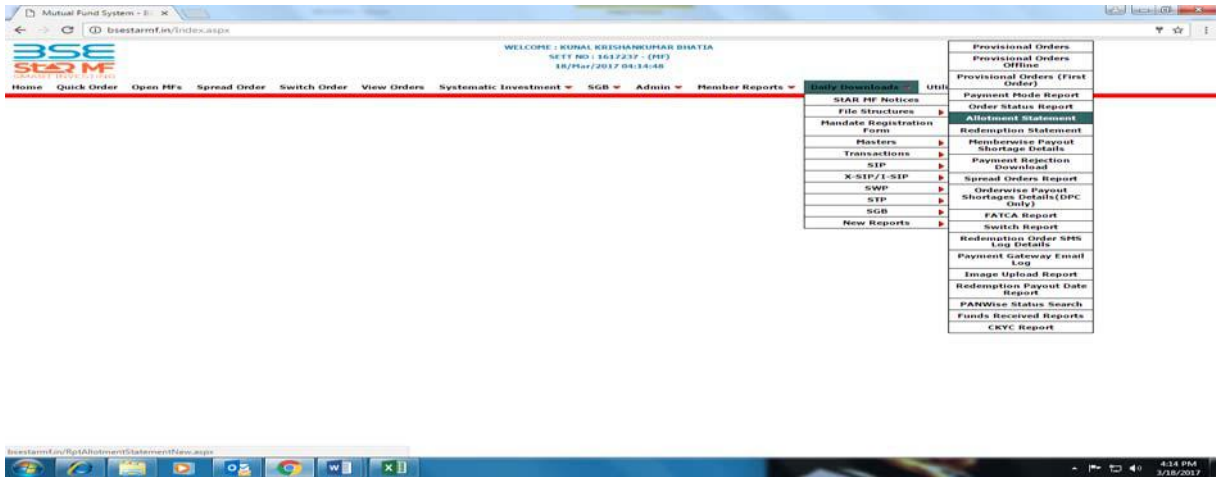 Mutual Fund System - B
bsestarmf.in/Index.aspx
BSE
StAR MF
SMART INVESTING
WELCOME : KUNAL KRISHANKUMAR BHATIA
SETT NO : 1617237 - (MF)
18/Mar/2017 04:14:48
Home Quick Order Open MFs Spread Order Switch Order View Orders Systematic Investment SGB Admin Member Reports Daily Downloads Utili
StAR MF Notices
File Structures
Mandate Registration
Form
Masters
Transactions
SIP
X-SIP/I-SIP
SWP
STP
SGB
New Reports
Provisional Orders
Provisional Orders
Offline
Provisional Orders (First
Order)
Payment Mode Report
Order Status Report
Allotment Statement
Redemption Statement
Memberwise Payout
Shortage Details
Payment Rejection
Download
Spread Orders Report
Orderwise Payout
Shortages Details(DPC
Only)
FATCA Report
Switch Report
Redemption Order SMS
Log Details
Payment Gateway Email
Log
Image Upload Report
Redemption Payout Date
Report
PANWise Status Search
Funds Received Reports
CKYC Report
bsestarmf.in/RptAllotmentStatementNew.aspx
4:14 PM
3/18/2017